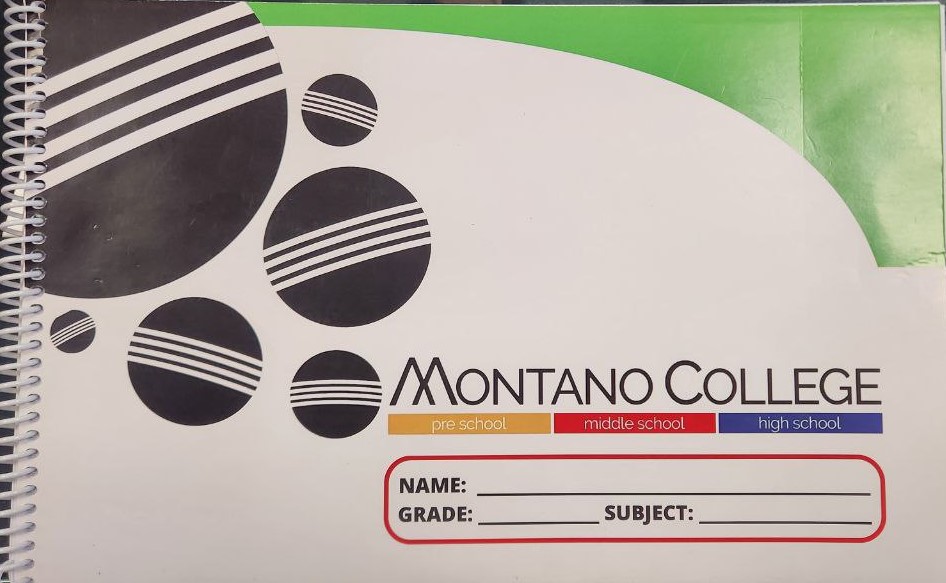 MONTANO COLLEGE
pre school middle school high school
NAME:
GRADE: SUBJECT: